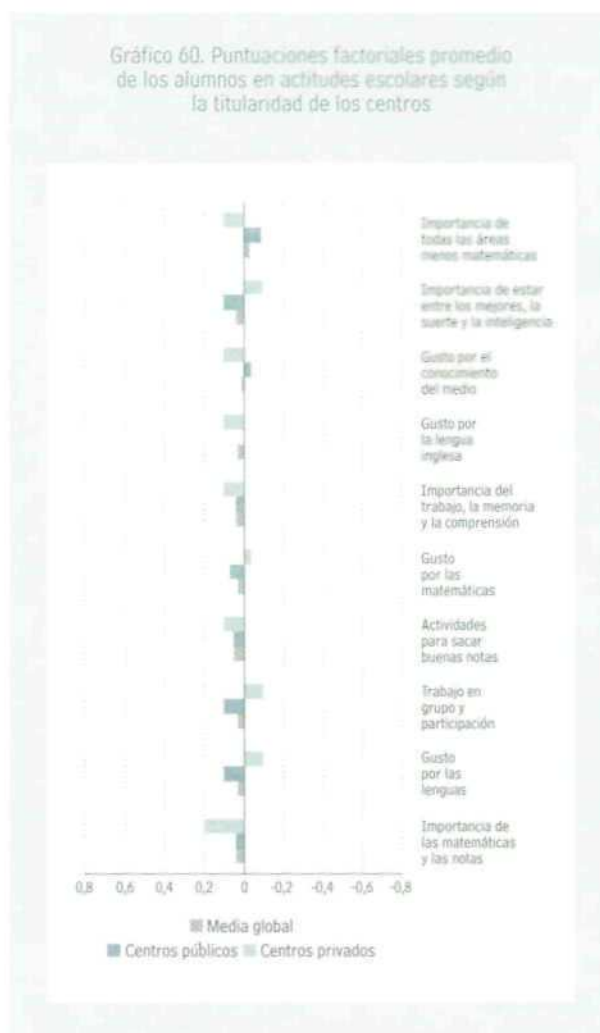 Gráfico 60. Puntuaciones factoriales promedio
de los alumnos en actitudes escolares según
la titularidad de los centros
Importancia de
todas las áreas
menos matemáticas
Importancia de estar
entre los mejores, la
suerte y la inteligencia
Gusto por el
conocimiento
del medio
Gusto por
la lengua
inglesa
Importancia del
trabajo, la memoria
y la comprensión
Gusto
por las
matemáticas
Actividades
para sacar
buenas notas
Trabajo en
grupo y
participación
Gusto
por las
lenguas
Importancia de
las matemáticas
y las notas
0,8 0,6 0,4 0,2 0 -0,2 -0,4 -0,6 -0,8
Media global
Centros públicos Centros privados